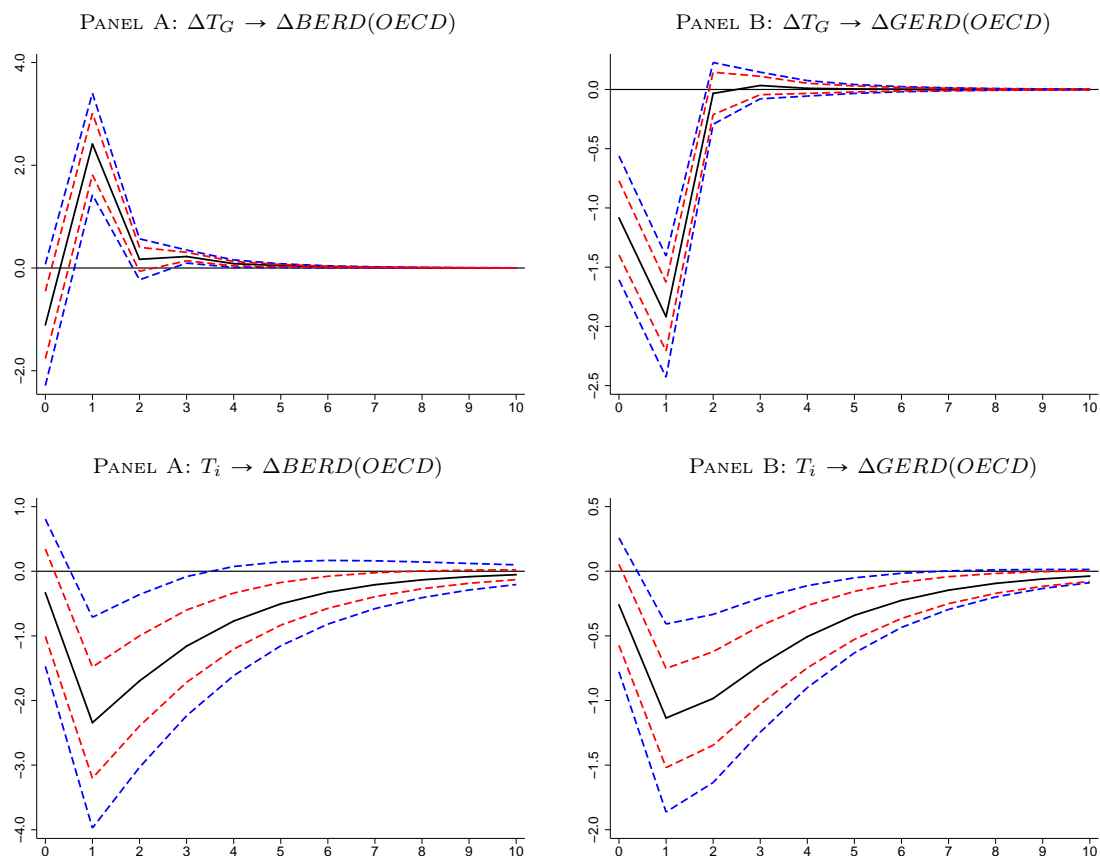 PANEL A: ΔT_G → ΔBERD(OECD)
4.0
2.0
0.0
−2.0
0 1 2 3 4 5 6 7 8 9 10
PANEL B: ΔT_G → ΔGERD(OECD)
0.0
−0.5
−1.0
−1.5
−2.0
−2.5
0 1 2 3 4 5 6 7 8 9 10
PANEL A: T_i → ΔBERD(OECD)
1.0
0.0
−1.0
−2.0
−3.0
−4.0
0 1 2 3 4 5 6 7 8 9 10
PANEL B: T_i → ΔGERD(OECD)
0.5
0.0
−0.5
−1.0
−1.5
−2.0
0 1 2 3 4 5 6 7 8 9 10